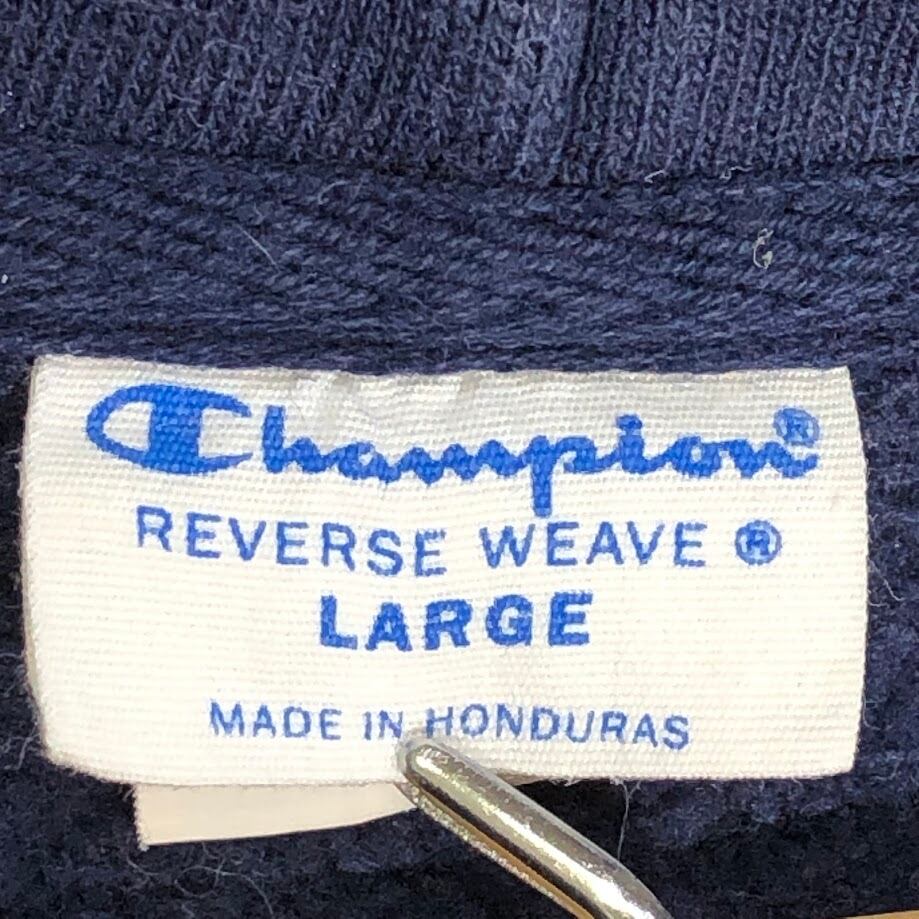 Champion®
REVERSE WEAVE ®
LARGE
MADE IN HONDURAS